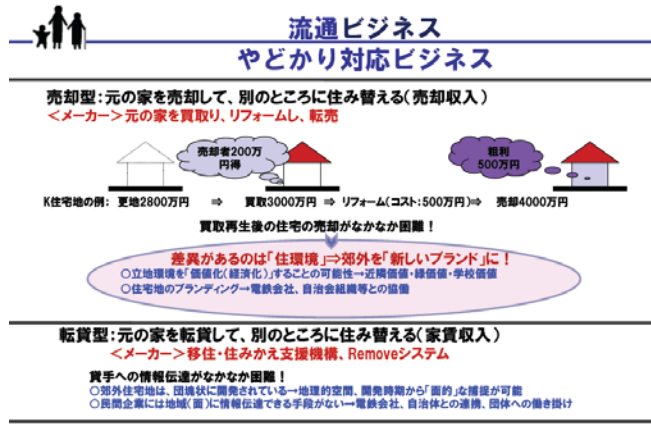 流通ビジネス
やどかり対応ビジネス
売却型：元の家を売却して、別のところに住み替える（売却収入）
＜メーカー＞元の家を買取り、リフォームし、転売
売却者200万
円得
粗利
500万円
K住宅地の例： 更地2800万円 ⇒ 買取3000万円 ⇒ リフォーム（コスト：500万円）⇒ 売却4000万円
買取再生後の住宅の売却がなかなか困難！
差異があるのは「住環境」⇒郊外を「新しいブランド」に！
○立地環境を「価値化（経済化）」することの可能性→近隣価値・緑価値・学校価値
○住宅地のブランディング→電鉄会社、自治会組織等との協働
転貸型：元の家を転貸して、別のところに住み替える（家賃収入）
＜メーカー＞移住・住みかえ支援機構、Removeシステム
貸手への情報伝達がなかなか困難！
○郊外住宅地は、団塊状に開発されている→地理的空間、開発時期から「面的」な捕捉が可能
○民間企業には地域（面）に情報伝達できる手段がない→電鉄会社、自治体との連携、団体への働き掛け